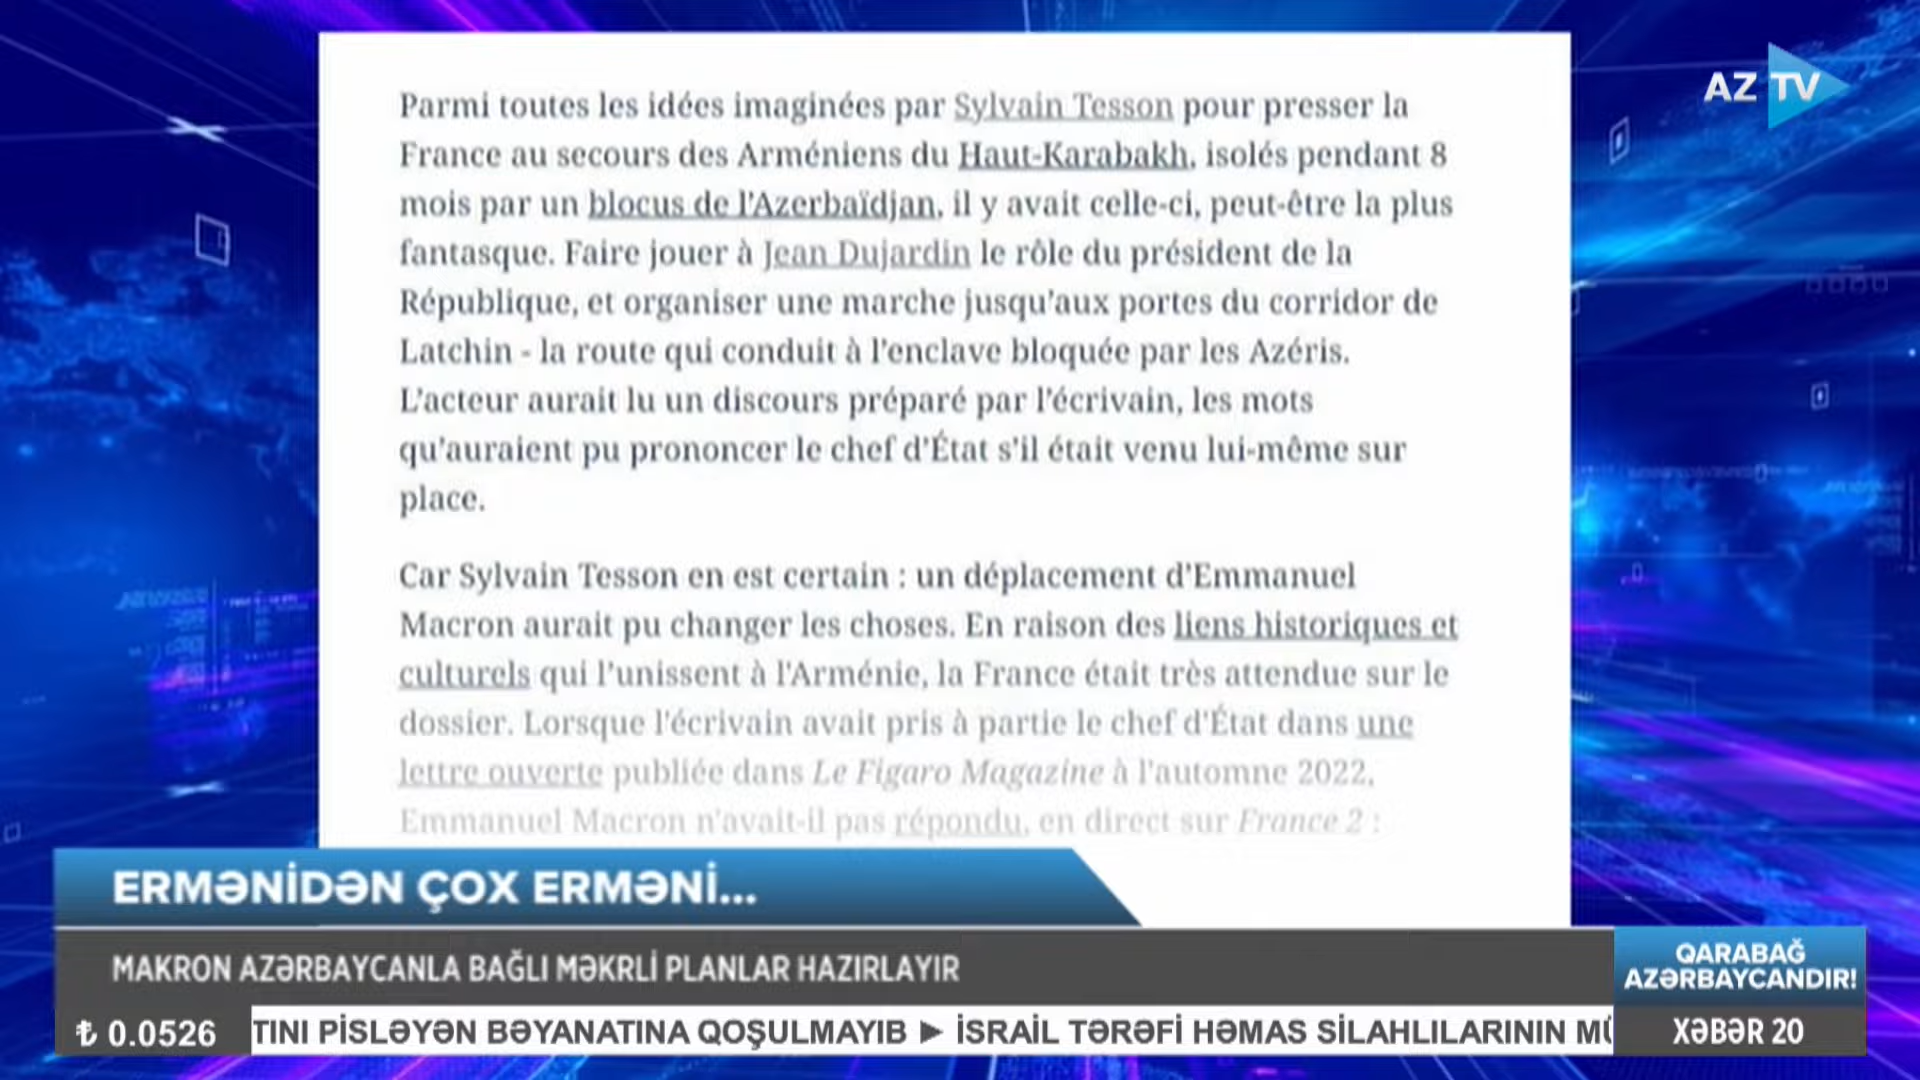 AZ TV
Parmi toutes les idées imaginées par Sylvain Tesson pour presser la
France au secours des Arméniens du Haut-Karabakh, isolés pendant 8
mois par un blocus de l'Azerbaïdjan, il y avait celle-ci, peut-être la plus
fantasque. Faire jouer à Jean Dujardin le rôle du président de la
République, et organiser une marche jusqu'aux portes du corridor de
Latchin - la route qui conduit à l'enclave bloquée par les Azéris.
L'acteur aurait lu un discours préparé par l'écrivain, les mots
qu'auraient pu prononcer le chef d'État s'il était venu lui-même sur
place.
Car Sylvain Tesson en est certain : un déplacement d'Emmanuel
Macron aurait pu changer les choses. En raison des liens historiques et
culturels qui l'unissent à l'Arménie, la France était très attendue sur le
dossier. Lorsque l'écrivain avait pris à partie le chef d'État dans une
lettre ouverte publiée dans Le Figaro Magazine à l'automne 2022,
Emmanuel Macron n'avait-il pas répondu, en direct sur France 2 :
ERMƏNİDƏN ÇOX ERMƏNİ...
MAKRON AZƏRBAYCANLA BAĞLI MƏKRLİ PLANLAR HAZIRLAYIR
QARABAĞ
AZƏRBAYCANDIR!
₺ 0.0526
TINI PİSLƏYƏN BƏYANATINA QOŞULMAYIB ► İSRAİL TƏRƏFİ HƏMAS SİLAHLILARININ
XƏBƏR 20